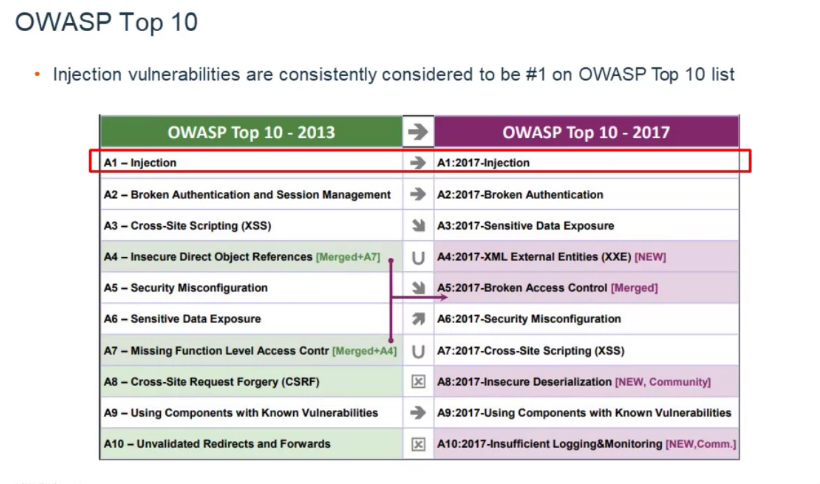 OWASP Top 10
• Injection vulnerabilities are consistently considered to be #1 on OWASP Top 10 list
OWASP Top 10 - 2013 → OWASP Top 10 - 2017
A1 – Injection → A1:2017-Injection
A2 – Broken Authentication and Session Management → A2:2017-Broken Authentication
A3 – Cross-Site Scripting (XSS) ↘ A3:2017-Sensitive Data Exposure
A4 – Insecure Direct Object References [Merged+A7] U A4:2017-XML External Entities (XXE) [NEW]
A5 – Security Misconfiguration ↘ A5:2017-Broken Access Control [Merged]
A6 – Sensitive Data Exposure ↗ A6:2017-Security Misconfiguration
A7 – Missing Function Level Access Contr [Merged+A4] U A7:2017-Cross-Site Scripting (XSS)
A8 – Cross-Site Request Forgery (CSRF) ☒ A8:2017-Insecure Deserialization [NEW, Community]
A9 – Using Components with Known Vulnerabilities → A9:2017-Using Components with Known Vulnerabilities
A10 – Unvalidated Redirects and Forwards ☒ A10:2017-Insufficient Logging&Monitoring [NEW,Comm.]